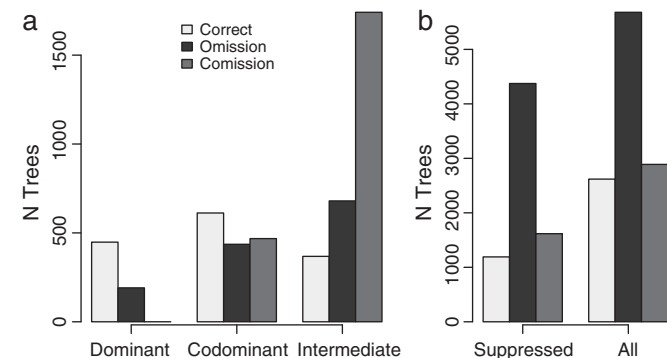 a
Correct
Omission
Comission
N Trees
0
500
1000
1500
Dominant
Codominant
Intermediate
b
N Trees
0
1000
2000
3000
4000
5000
Suppressed
All